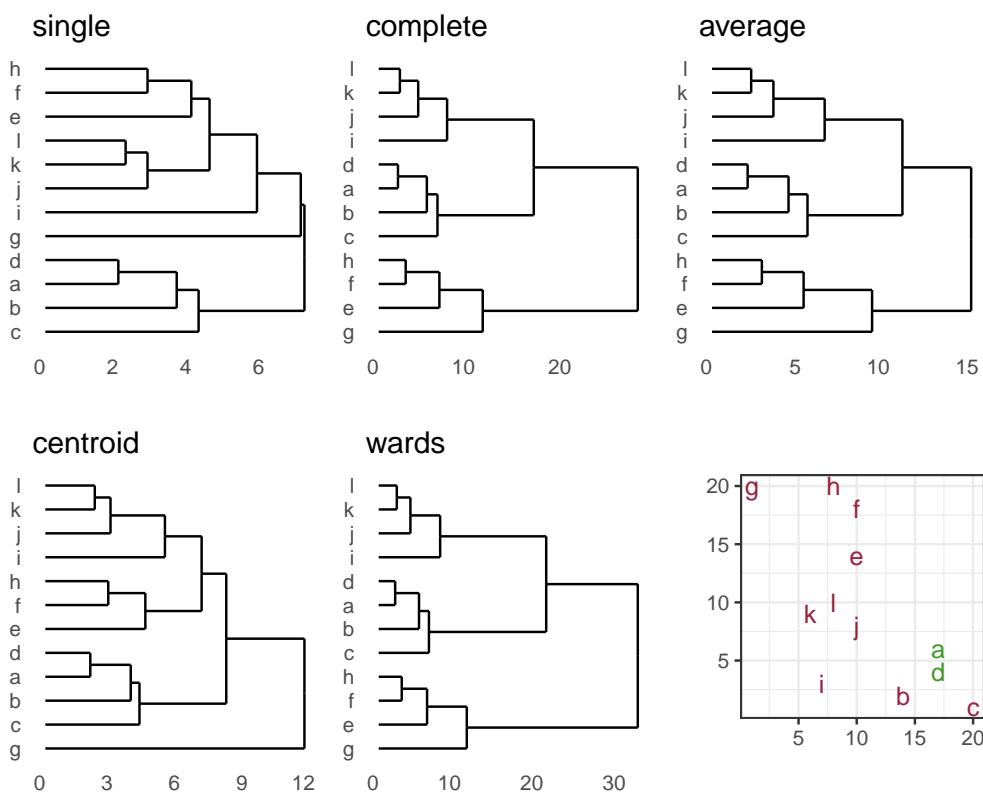 single
h
f
e
l
k
j
i
g
d
a
b
c
0 2 4 6
complete
l
k
j
i
d
a
b
c
h
f
e
g
0 10 20
average
l
k
j
i
d
a
b
c
h
f
e
g
0 5 10 15
centroid
l
k
j
i
h
f
e
d
a
b
c
g
0 3 6 9 12
wards
l
k
j
i
d
a
b
c
h
f
e
g
0 10 20 30
20 g h
f
15
e
10 l
k
j
a
5 d
i
b
c
5 10 15 20